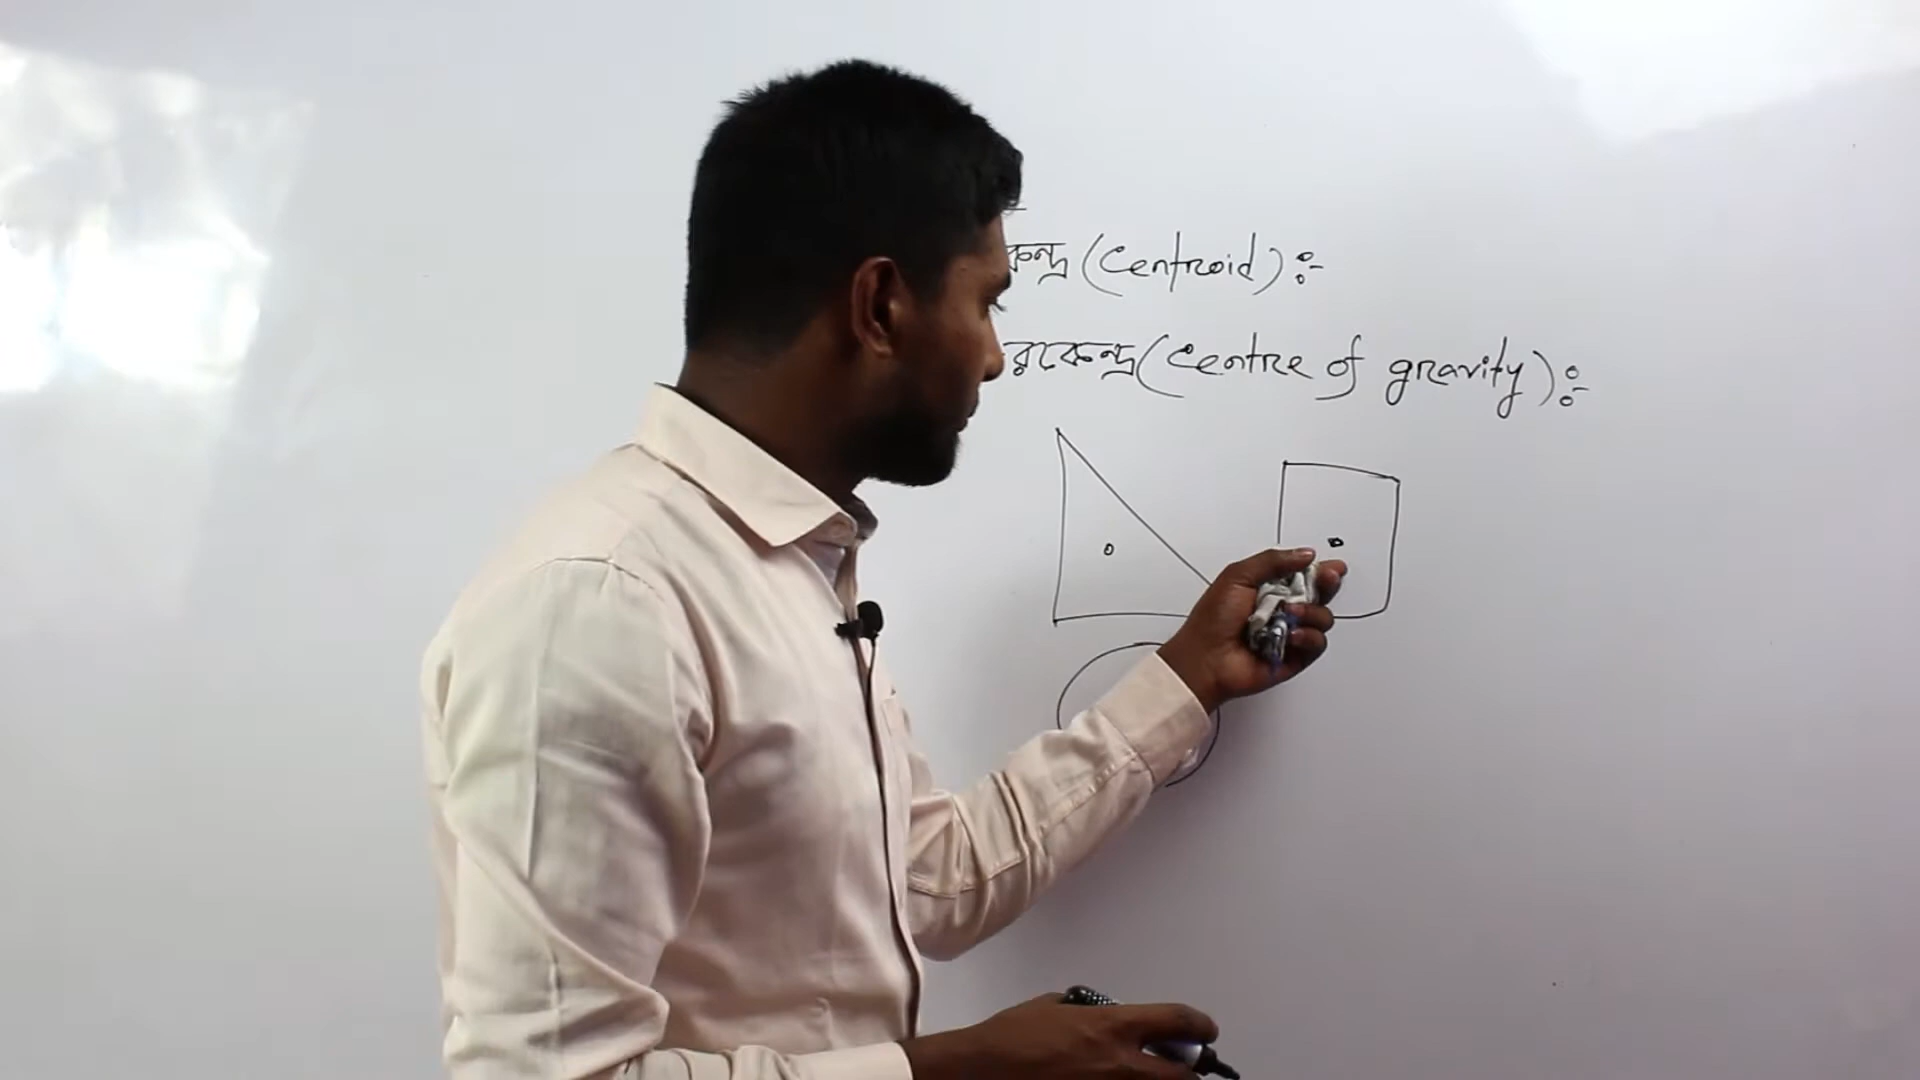 কেন্দ্র (Centroid) :-
রকেন্দ্র (Centre of gravity) :-